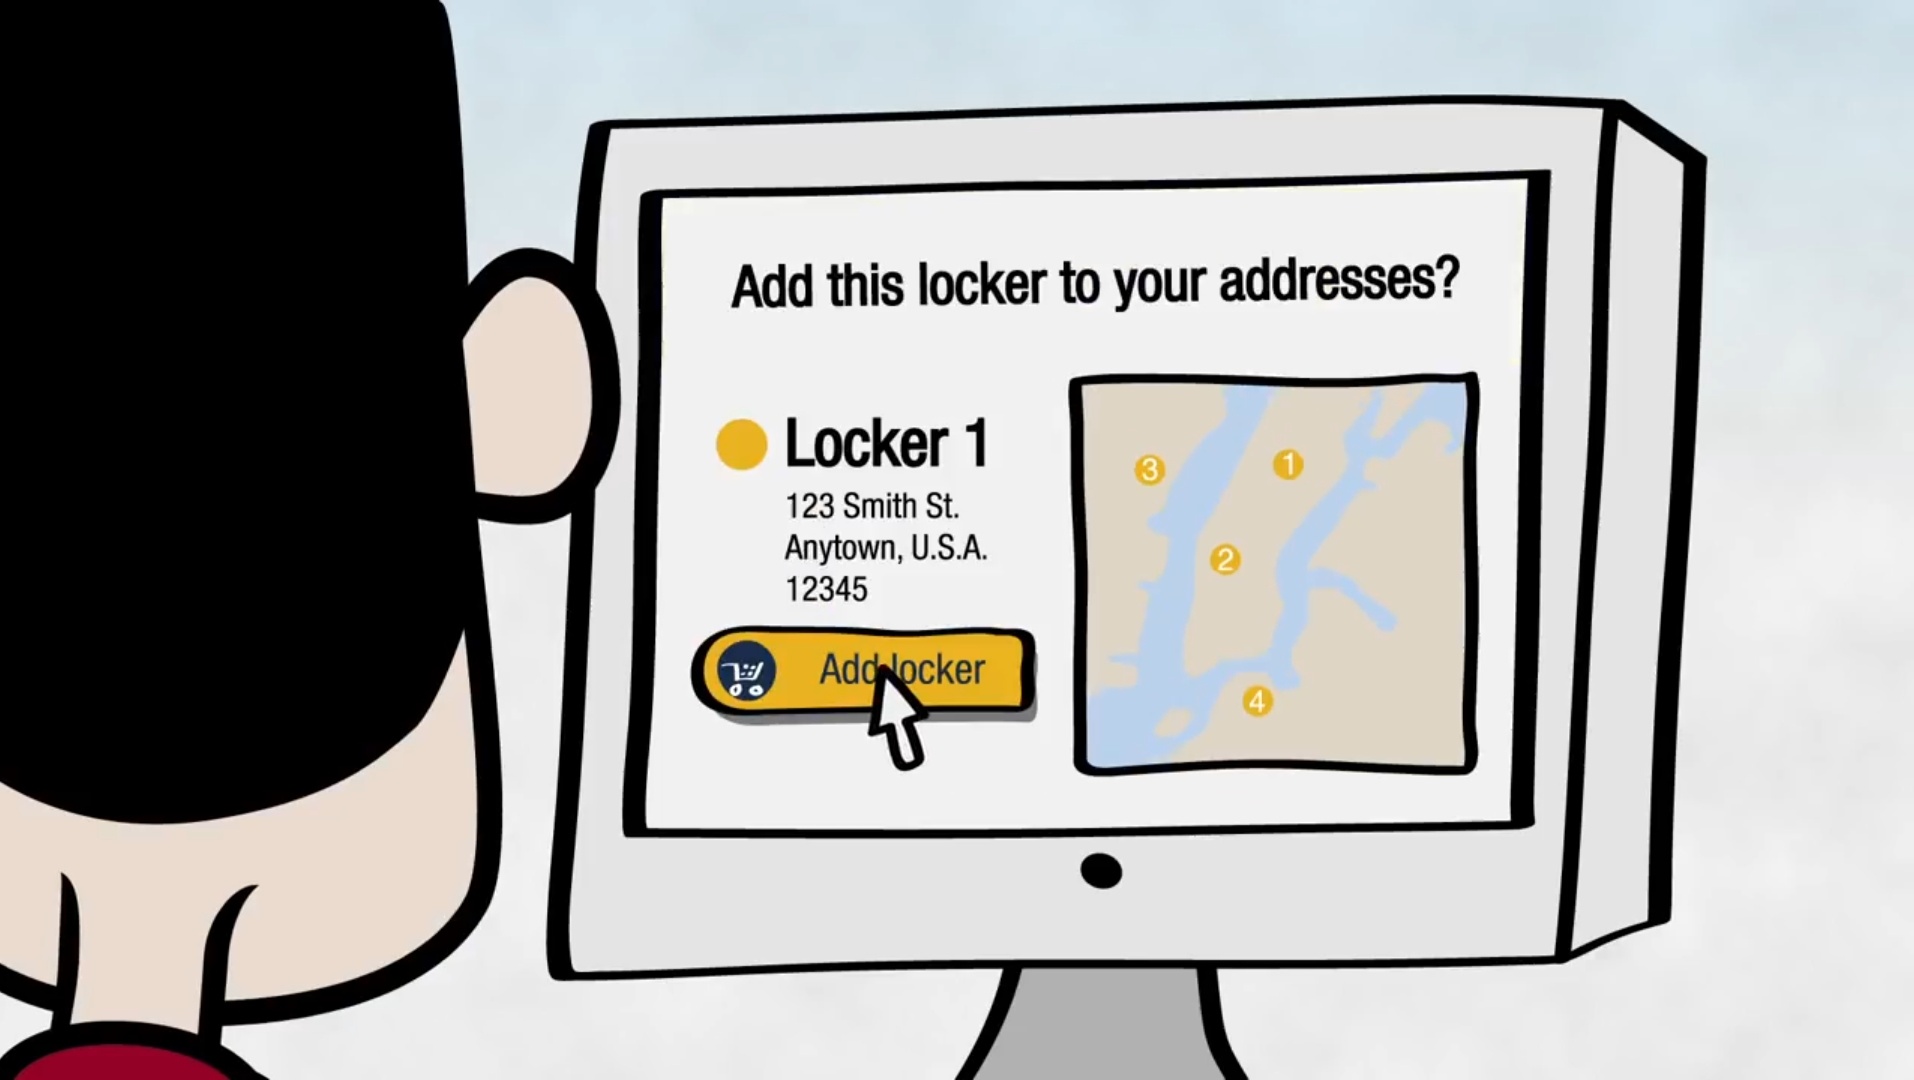 Add this locker to your addresses?
Locker 1
123 Smith St.
Anytown, U.S.A.
12345
Add locker
3
1
2
4